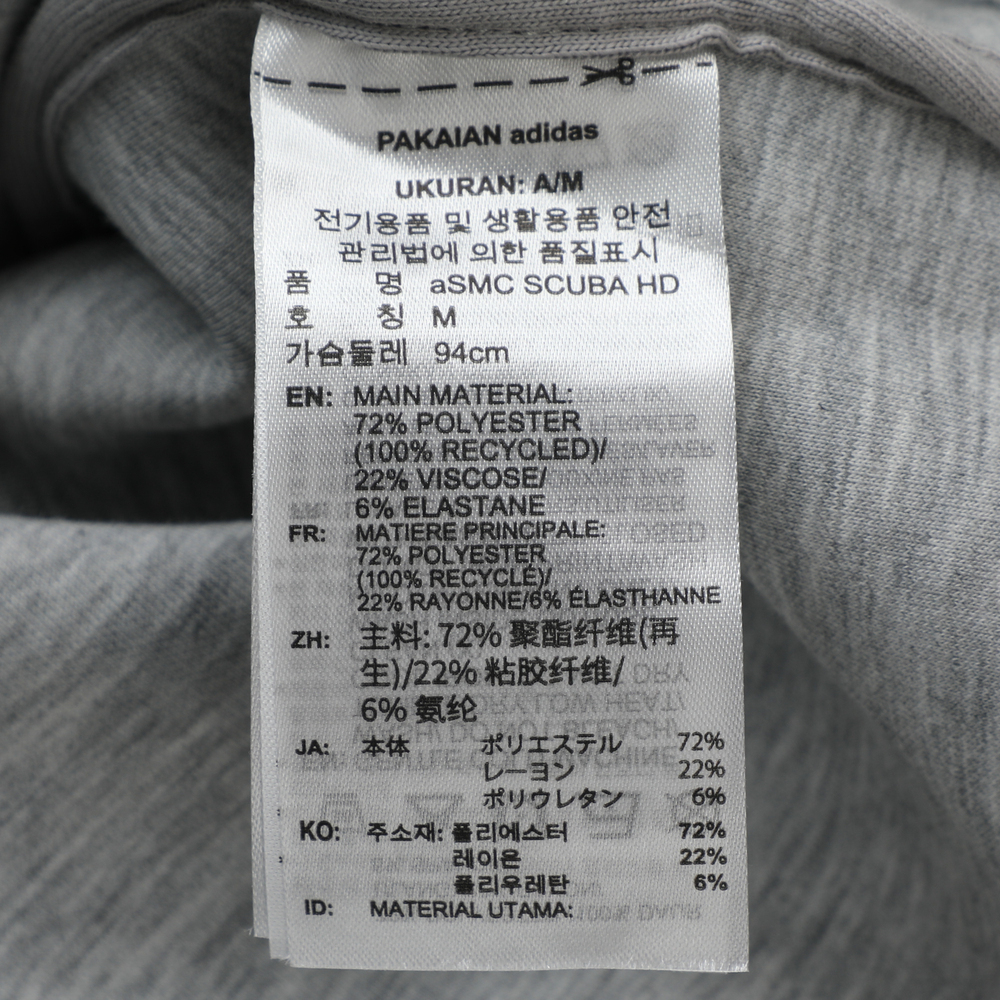 PAKAIAN adidas
UKURAN: A/M
전기용품 및 생활용품 안전
관리법에 의한 품질표시
품 명 aSMC SCUBA HD
호 칭 M
가슴둘레 94cm
EN: MAIN MATERIAL:
72% POLYESTER
(100% RECYCLED)/
22% VISCOSE/
6% ELASTANE
FR: MATIERE PRINCIPALE:
72% POLYESTER
(100% RECYCLÉ)/
22% RAYONNE/6% ÉLASTHANNE
ZH: 主料: 72% 聚酯纤维(再
生)/22% 粘胶纤维/
6% 氨纶
JA: 本体 ポリエステル 72%
レーヨン 22%
ポリウレタン 6%
KO: 주소재: 폴리에스터 72%
레이온 22%
폴리우레탄 6%
ID: MATERIAL UTAMA: